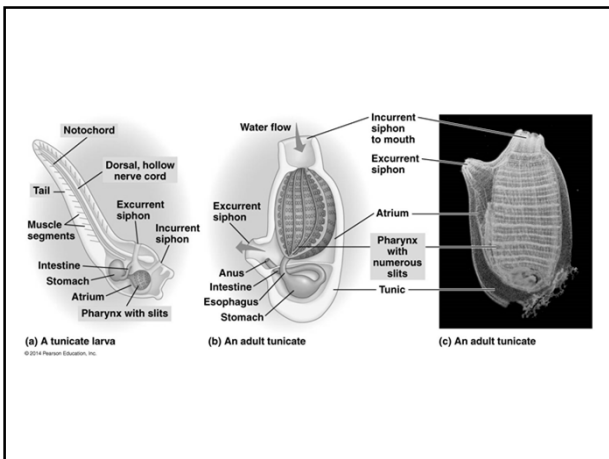 Notochord
Dorsal, hollow
nerve cord
Tail
Excurrent
siphon
Incurrent
siphon
Muscle
segments
Intestine
Stomach
Atrium
Pharynx with slits
(a) A tunicate larva
© 2014 Pearson Education, Inc.
Water flow
Excurrent
siphon
Anus
Intestine
Esophagus
Stomach
(b) An adult tunicate
Incurrent
siphon
to mouth
Excurrent
siphon
Atrium
Pharynx
with
numerous
slits
Tunic
(c) An adult tunicate